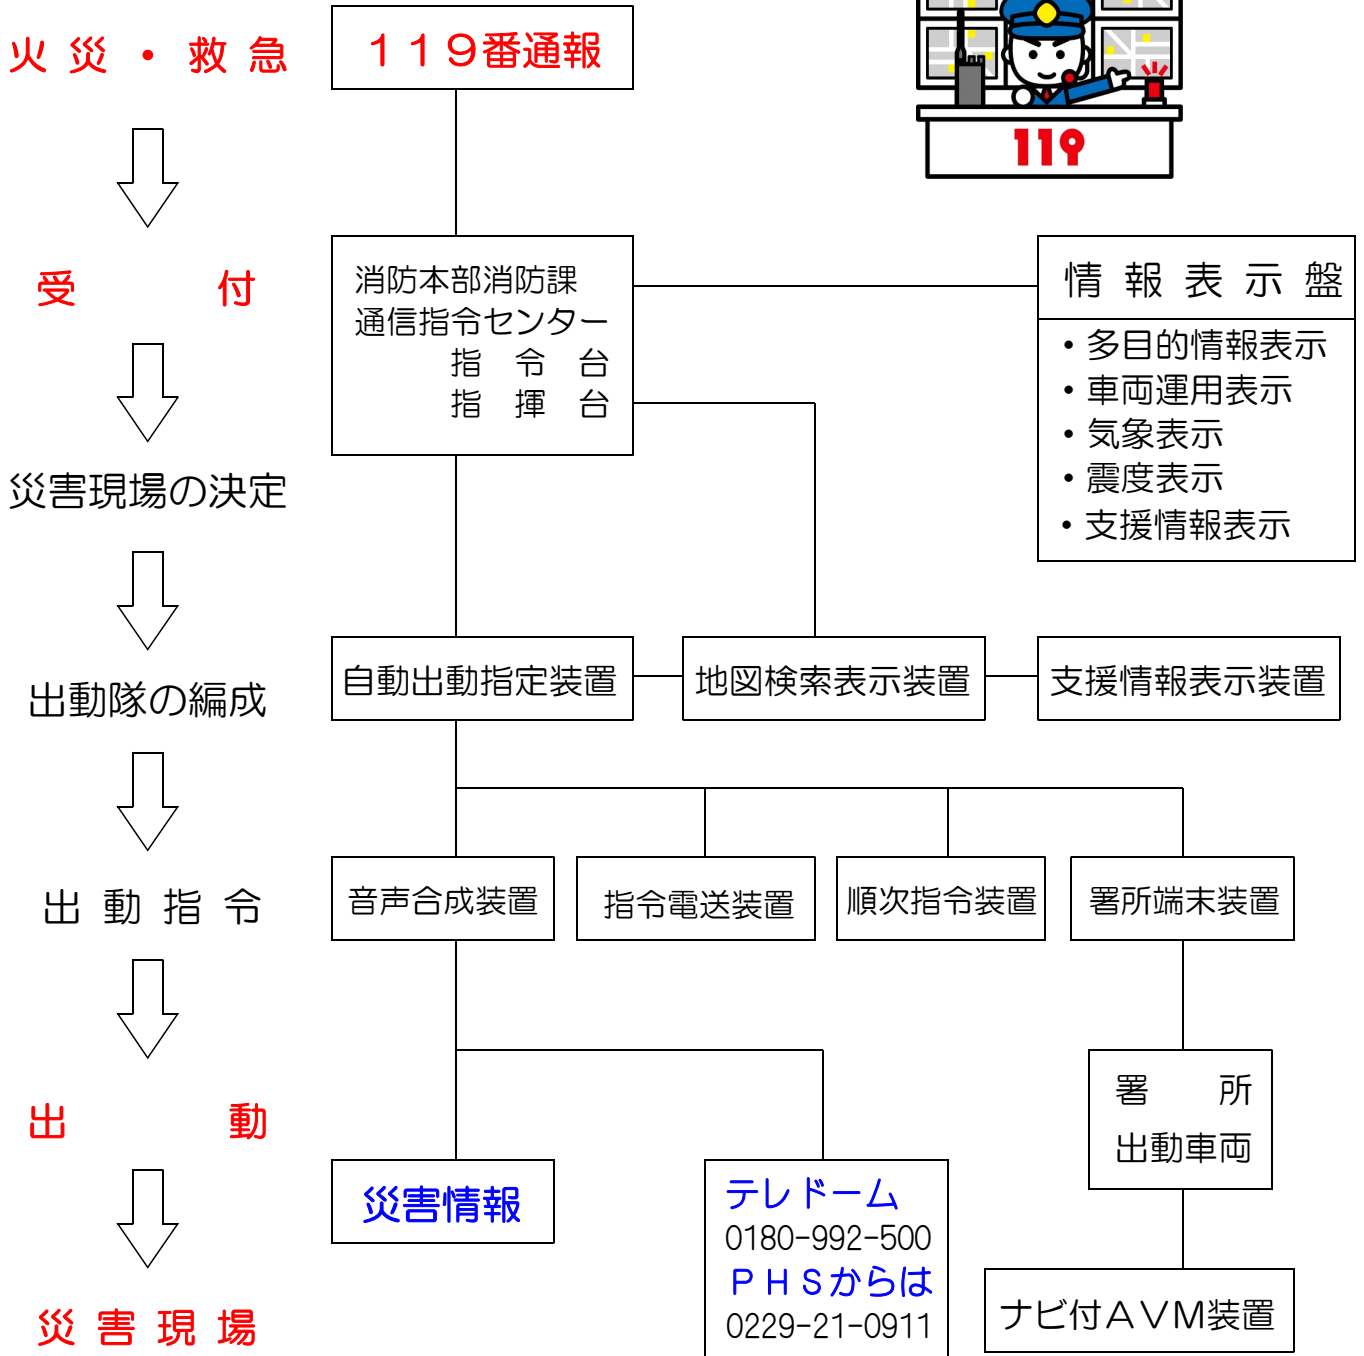 火災・救急
１１９番通報
119
受付
消防本部消防課
通信指令センター
指令台
指揮台
情報表示盤
・多目的情報表示
・車両運用表示
・気象表示
・震度表示
・支援情報表示
災害現場の決定
出動隊の編成
自動出動指定装置
地図検索表示装置
支援情報表示装置
出動指令
音声合成装置
指令電送装置
順次指令装置
署所端末装置
出動
署所
出動車両
災害情報
テレドーム
0180-992-500
ＰＨＳからは
0229-21-0911
ナビ付ＡＶＭ装置
災害現場